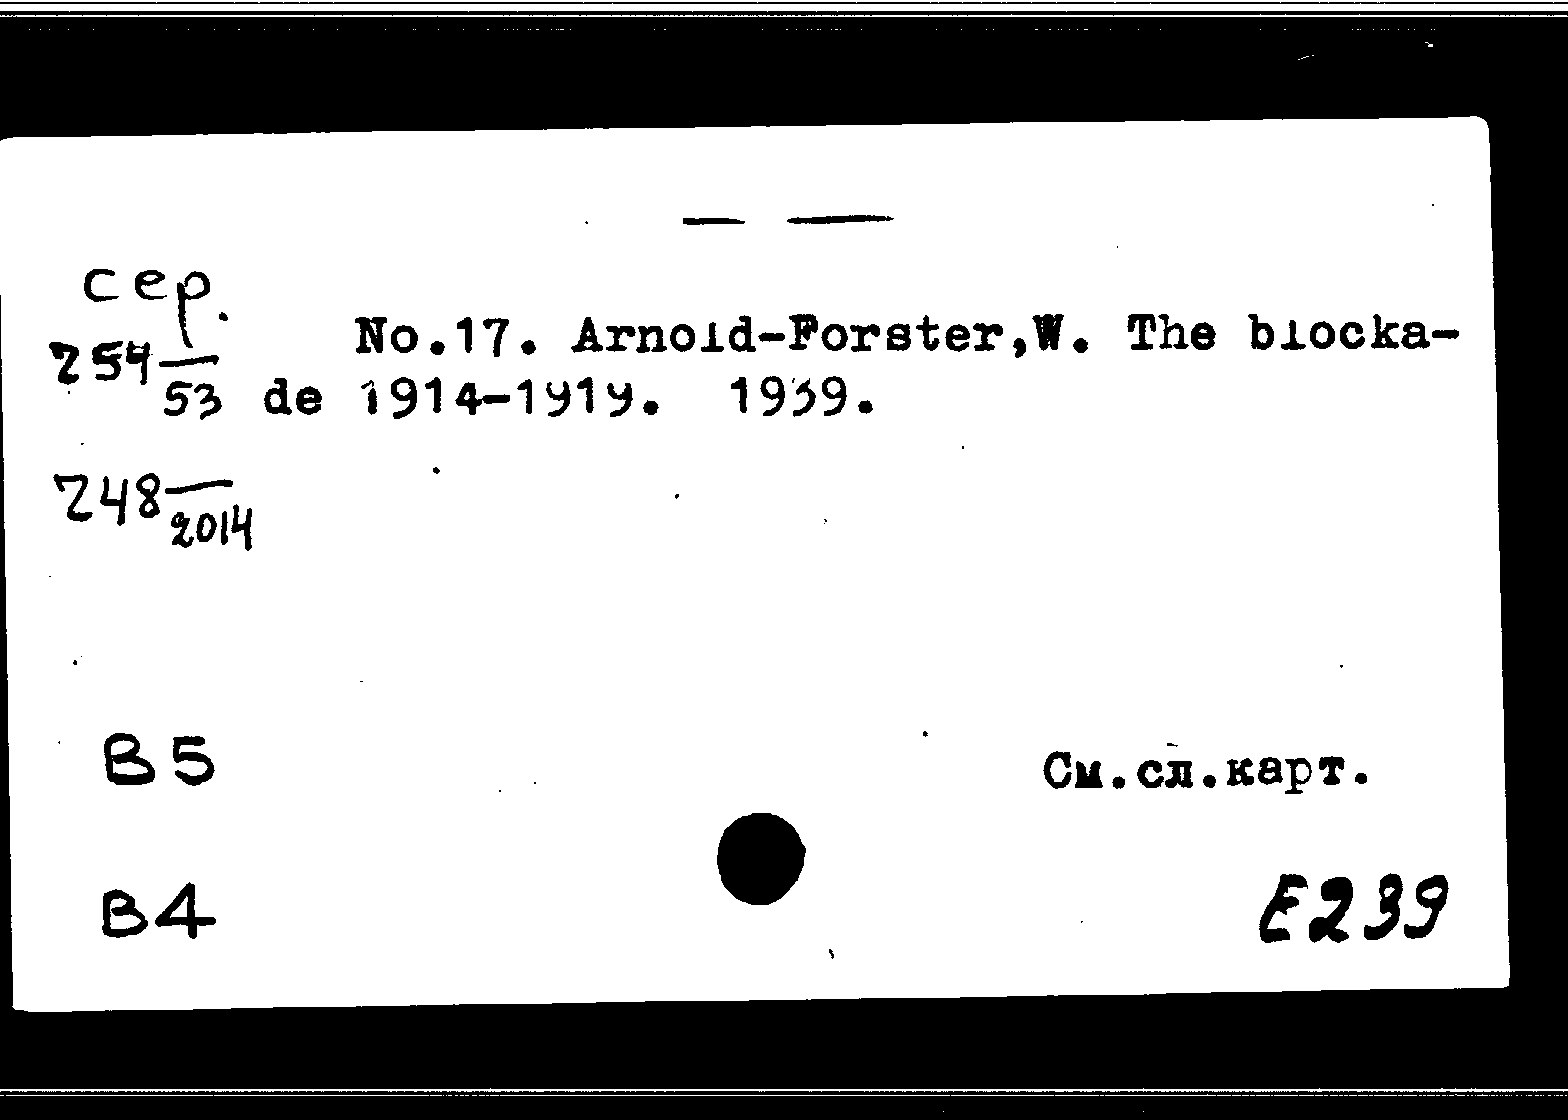 — —
сер.
254/53
No.17. Arnold-Forster,W. The blocka-
de 1914-1919. 1939.
248/2014
B5
См.сл.карт.
B4
E239